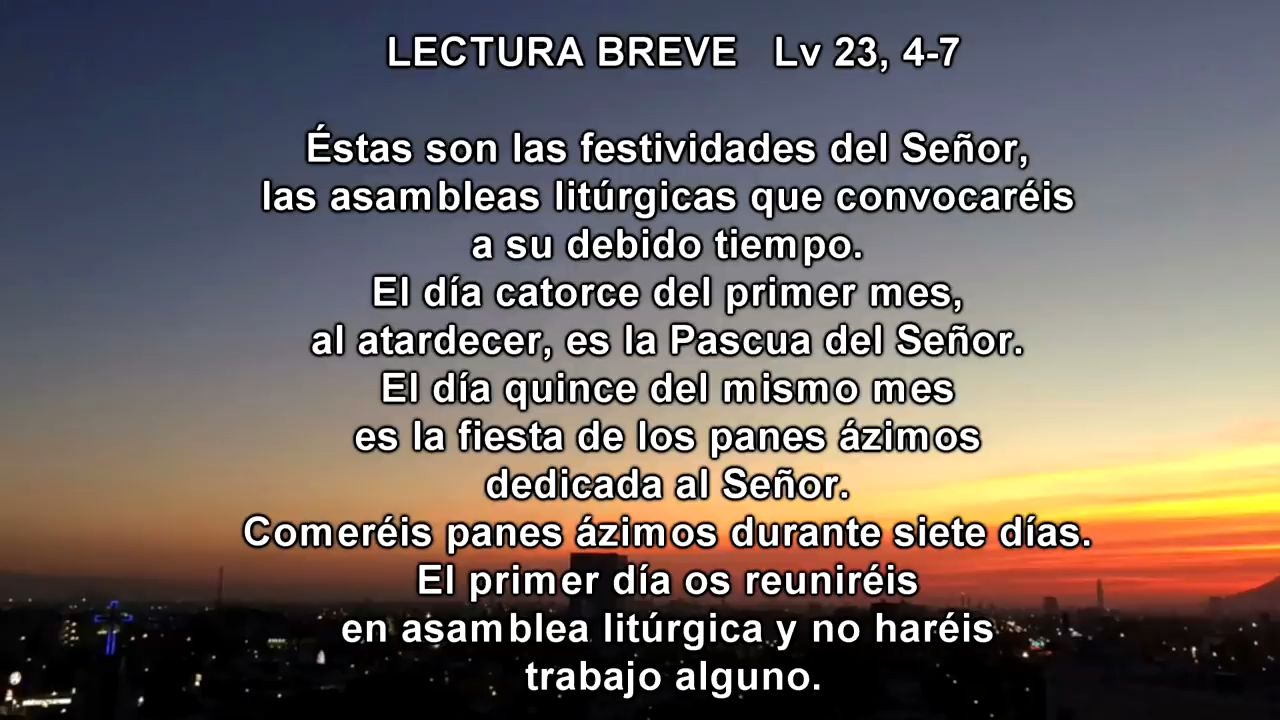 LECTURA BREVE   Lv 23, 4-7
Éstas son las festividades del Señor,
las asambleas litúrgicas que convocaréis
a su debido tiempo.
El día catorce del primer mes,
al atardecer, es la Pascua del Señor.
El día quince del mismo mes
es la fiesta de los panes ázimos
dedicada al Señor.
Comeréis panes ázimos durante siete días.
El primer día os reuniréis
en asamblea litúrgica y no haréis
trabajo alguno.